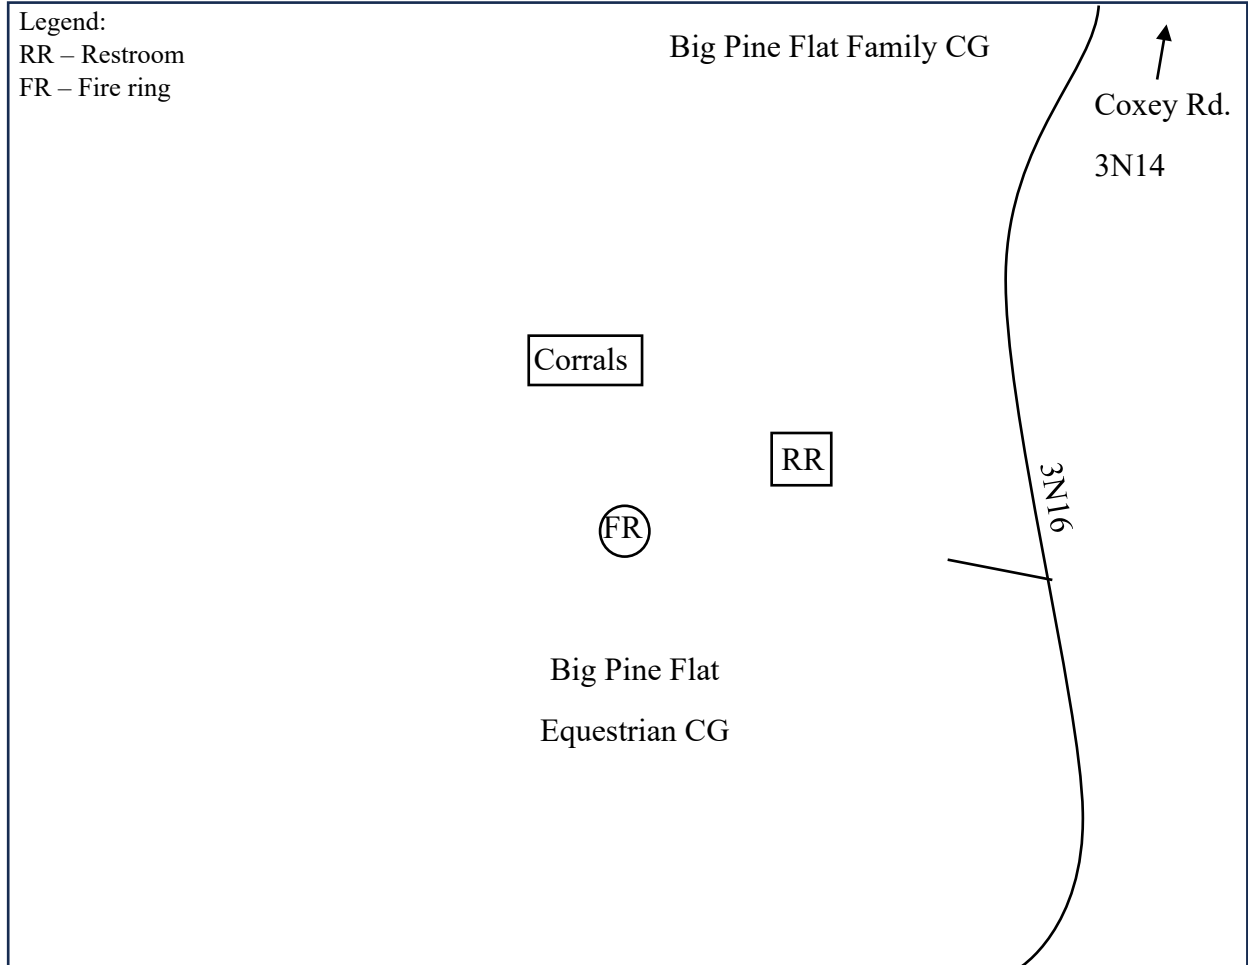 Legend:
RR – Restroom
FR – Fire ring
Big Pine Flat Family CG
Coxey Rd.
3N14
Corrals
RR
3N16
FR
Big Pine Flat
Equestrian CG